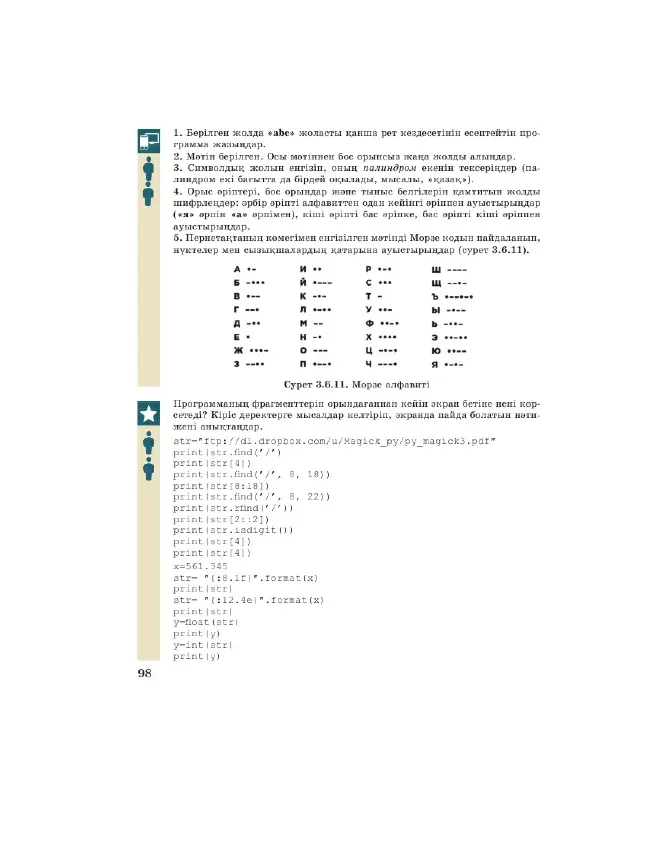 1. Берілген жолда «abc» жоласты қанша рет кездесетінін есептейтін про-
грамма жазыңдар.
2. Мәтін берілген. Осы мәтіннен бос орынсыз жаңа жолды алыңдар.
3. Символдық жолын енгізіп, оның палиндром екенін тексеріңдер (па-
линдром екі бағытта да бірдей оқылады, мысалы, «қазақ»).
4. Орыс әріптері, бос орындар және тыныс белгілерін қамтитын жолды
шифрлеңдер: әрбір әріпті алфавиттен одан кейінгі әріппен ауыстырыңдар
(«я» әрпін «а» әрпімен), кіші әріпті бас әріпке, бас әріпті кіші әріппен
ауыстырыңдар.
5. Пернетақтаның көмегімен енгізілген мәтінді Морзе кодын пайдаланып,
нүктелер мен сызықшалардың қатарына ауыстырыңдар (сурет 3.6.11).
А •– И •• Р •–• Ш ––––
Б –••• Й •––– С ••• Щ ––•–
В •–– К –•– Т – Ъ •––•–•
Г ––• Л •–•• У ••– Ы –•––
Д –•• М –– Ф ••–• Ь –••–
Е • Н –• Х •••• Э ••–••
Ж •••– О ––– Ц –•–• Ю ••––
З ––•• П •––• Ч –––• Я •–•–
Сурет 3.6.11. Морзе алфавиті
Программаның фрагменттерін орындағаннан кейін экран бетіне нені көр-
сетеді? Кіріс деректерге мысалдар келтіріп, экранда пайда болатын нәти-
жені анықтаңдар.
str="ftp://dl.dropbox.com/u/Magick_py/py_magick3.pdf"
print(str.find('/')
print(str[4])
print(str.find('/', 8, 18))
print(str[8:18])
print(str.find('/', 8, 22))
print(str.rfind('/'))
print(str[2::2])
print(str.isdigit())
print(str[4])
print(str[4])
x=561.345
str= "{:8.1f}".format(x)
print(str)
str= "{:12.4e}".format(x)
print(str)
y=float(str)
print(y)
y=int(str)
print(y)
98